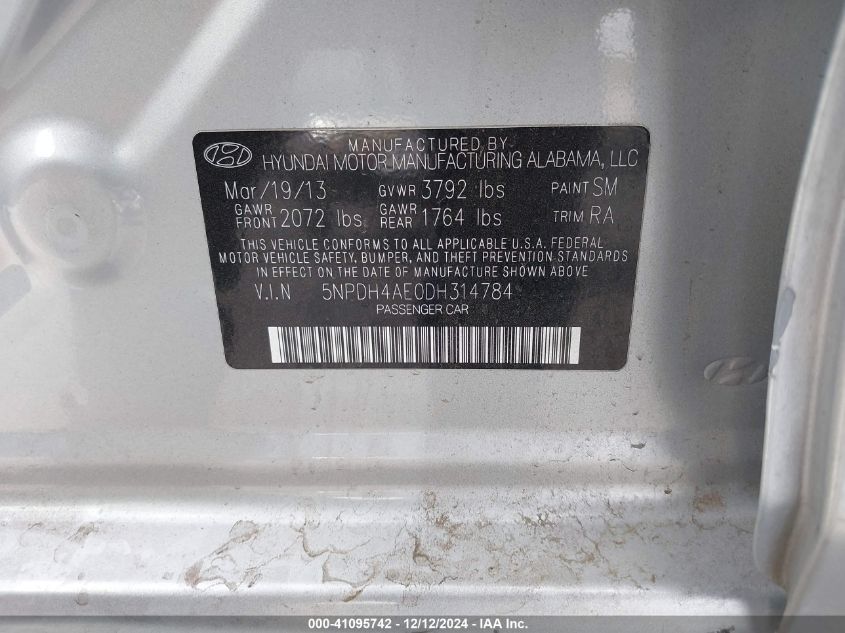 MANUFACTURED BY
HYUNDAI MOTOR MANUFACTURING ALABAMA, LLC
Mar/19/13 GVWR 3792 lbs PAINT SM
GAWR FRONT 2072 lbs GAWR REAR 1764 lbs TRIM RA
THIS VEHICLE CONFORMS TO ALL APPLICABLE U.S.A. FEDERAL
MOTOR VEHICLE SAFETY, BUMPER, AND THEFT PREVENTION STANDARDS
IN EFFECT ON THE DATE OF MANUFACTURE SHOWN ABOVE
V.I.N 5NPDH4AE0DH314784
PASSENGER CAR
000-41095742 - 12/12/2024 - IAAI.com